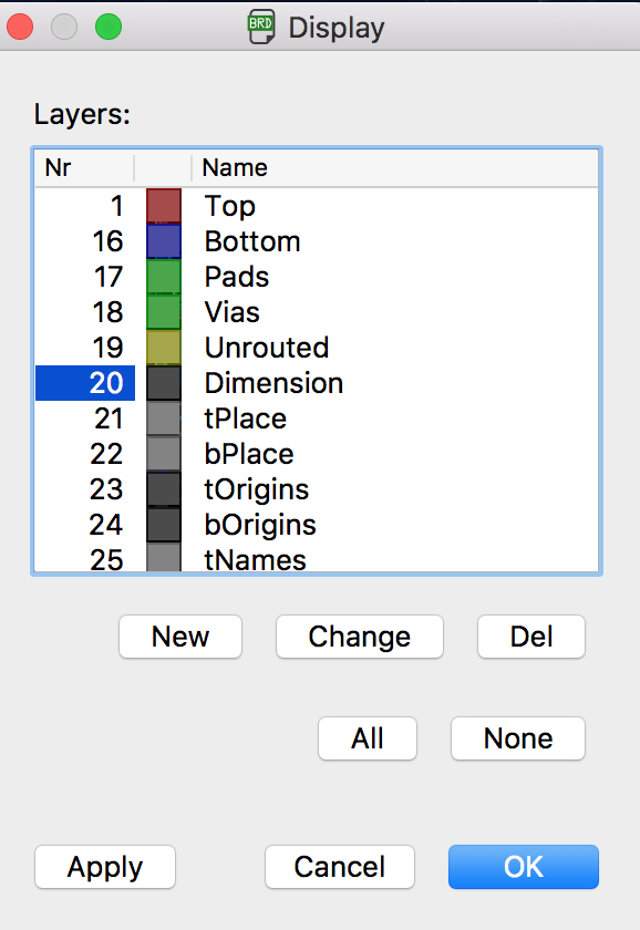 BRD Display
Layers:
Nr Name
1 Top
16 Bottom
17 Pads
18 Vias
19 Unrouted
20 Dimension
21 tPlace
22 bPlace
23 tOrigins
24 bOrigins
25 tNames
New Change Del
All None
Apply Cancel OK